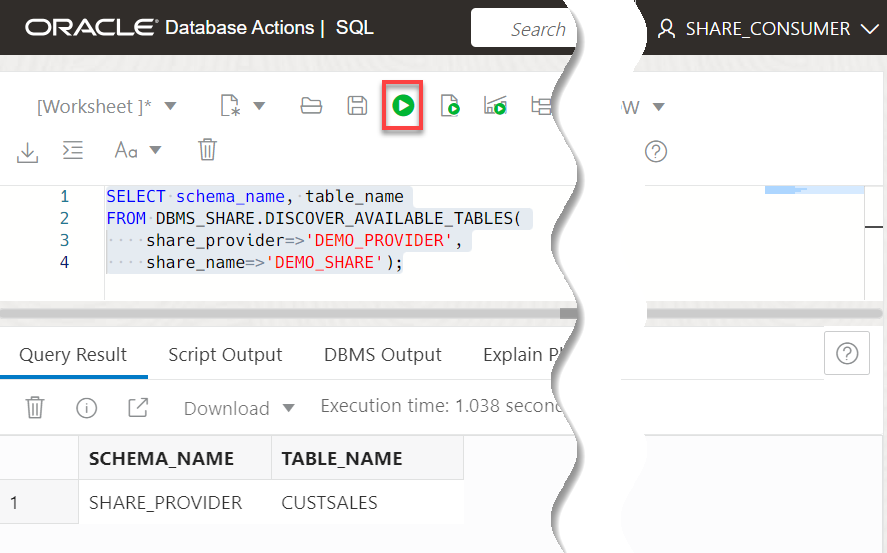 ORACLE Database Actions | SQL Search SHARE_CONSUMER
[Worksheet ]*
Aa
1 SELECT schema_name, table_name
2 FROM DBMS_SHARE.DISCOVER_AVAILABLE_TABLES(
3 share_provider=>'DEMO_PROVIDER',
4 share_name=>'DEMO_SHARE');
Query Result Script Output DBMS Output Explain
Download Execution time: 1.038
SCHEMA_NAME TABLE_NAME
1 SHARE_PROVIDER CUSTSALES